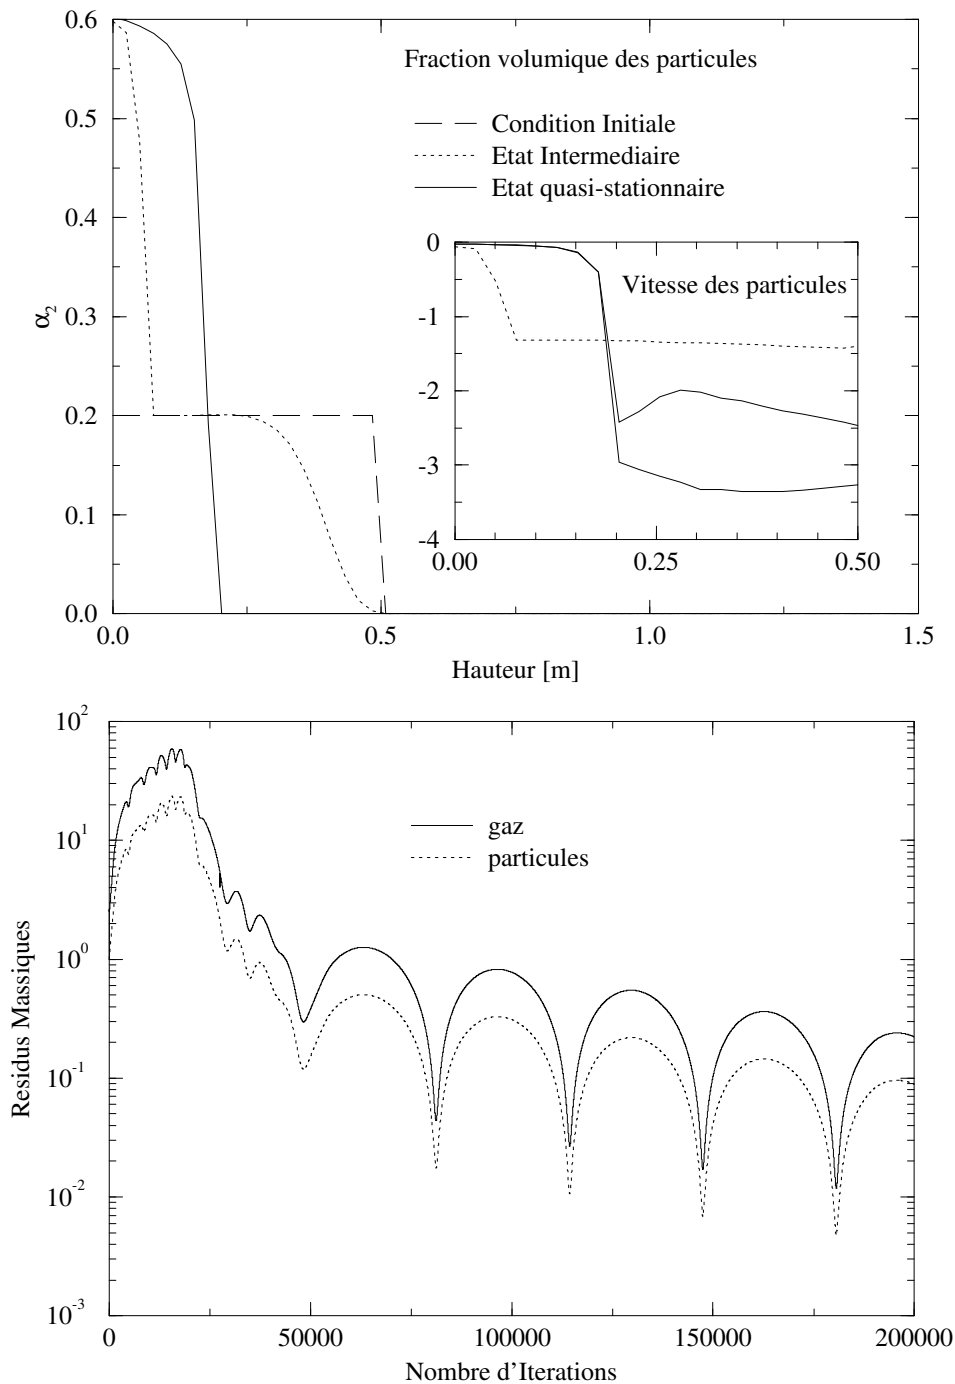 0.6
Fraction volumique des particules
0.5
Condition Initiale
Etat Intermediaire
Etat quasi-stationnaire
0.4
0
Vitesse des particules
α2
0.3
-1
-2
0.2
-3
0.1
-4
0.00 0.25 0.50
0.0
0.0 0.5 1.0 1.5
Hauteur [m]
10^2
gaz
10^1
particules
Residus Massiques
10^0
10^-1
10^-2
10^-3
0 50000 100000 150000 200000
Nombre d'Iterations